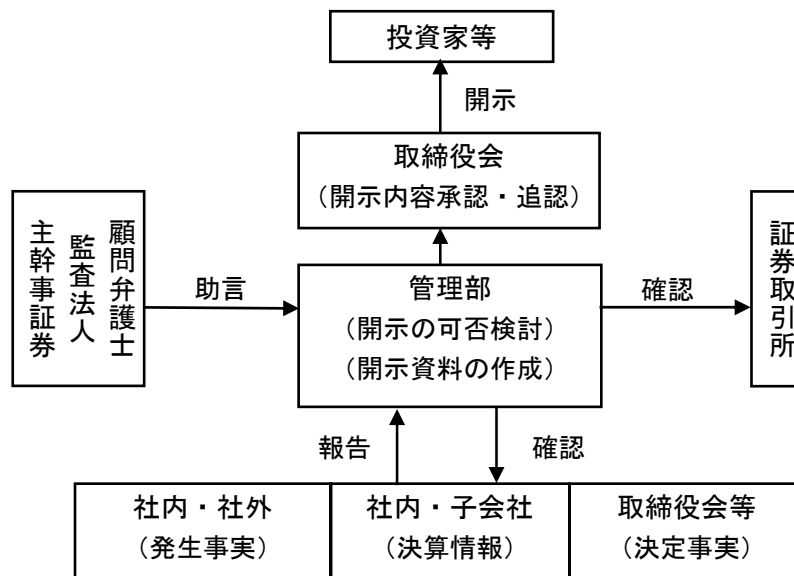 投資家等
開示
取締役会
（開示内容承認・追認）
顧問弁護士
監査法人
主幹事証券
助言
管理部
（開示の可否検討）
（開示資料の作成）
確認
証券取引所
報告
確認
社内・社外
（発生事実）
社内・子会社
（決算情報）
取締役会等
（決定事実）